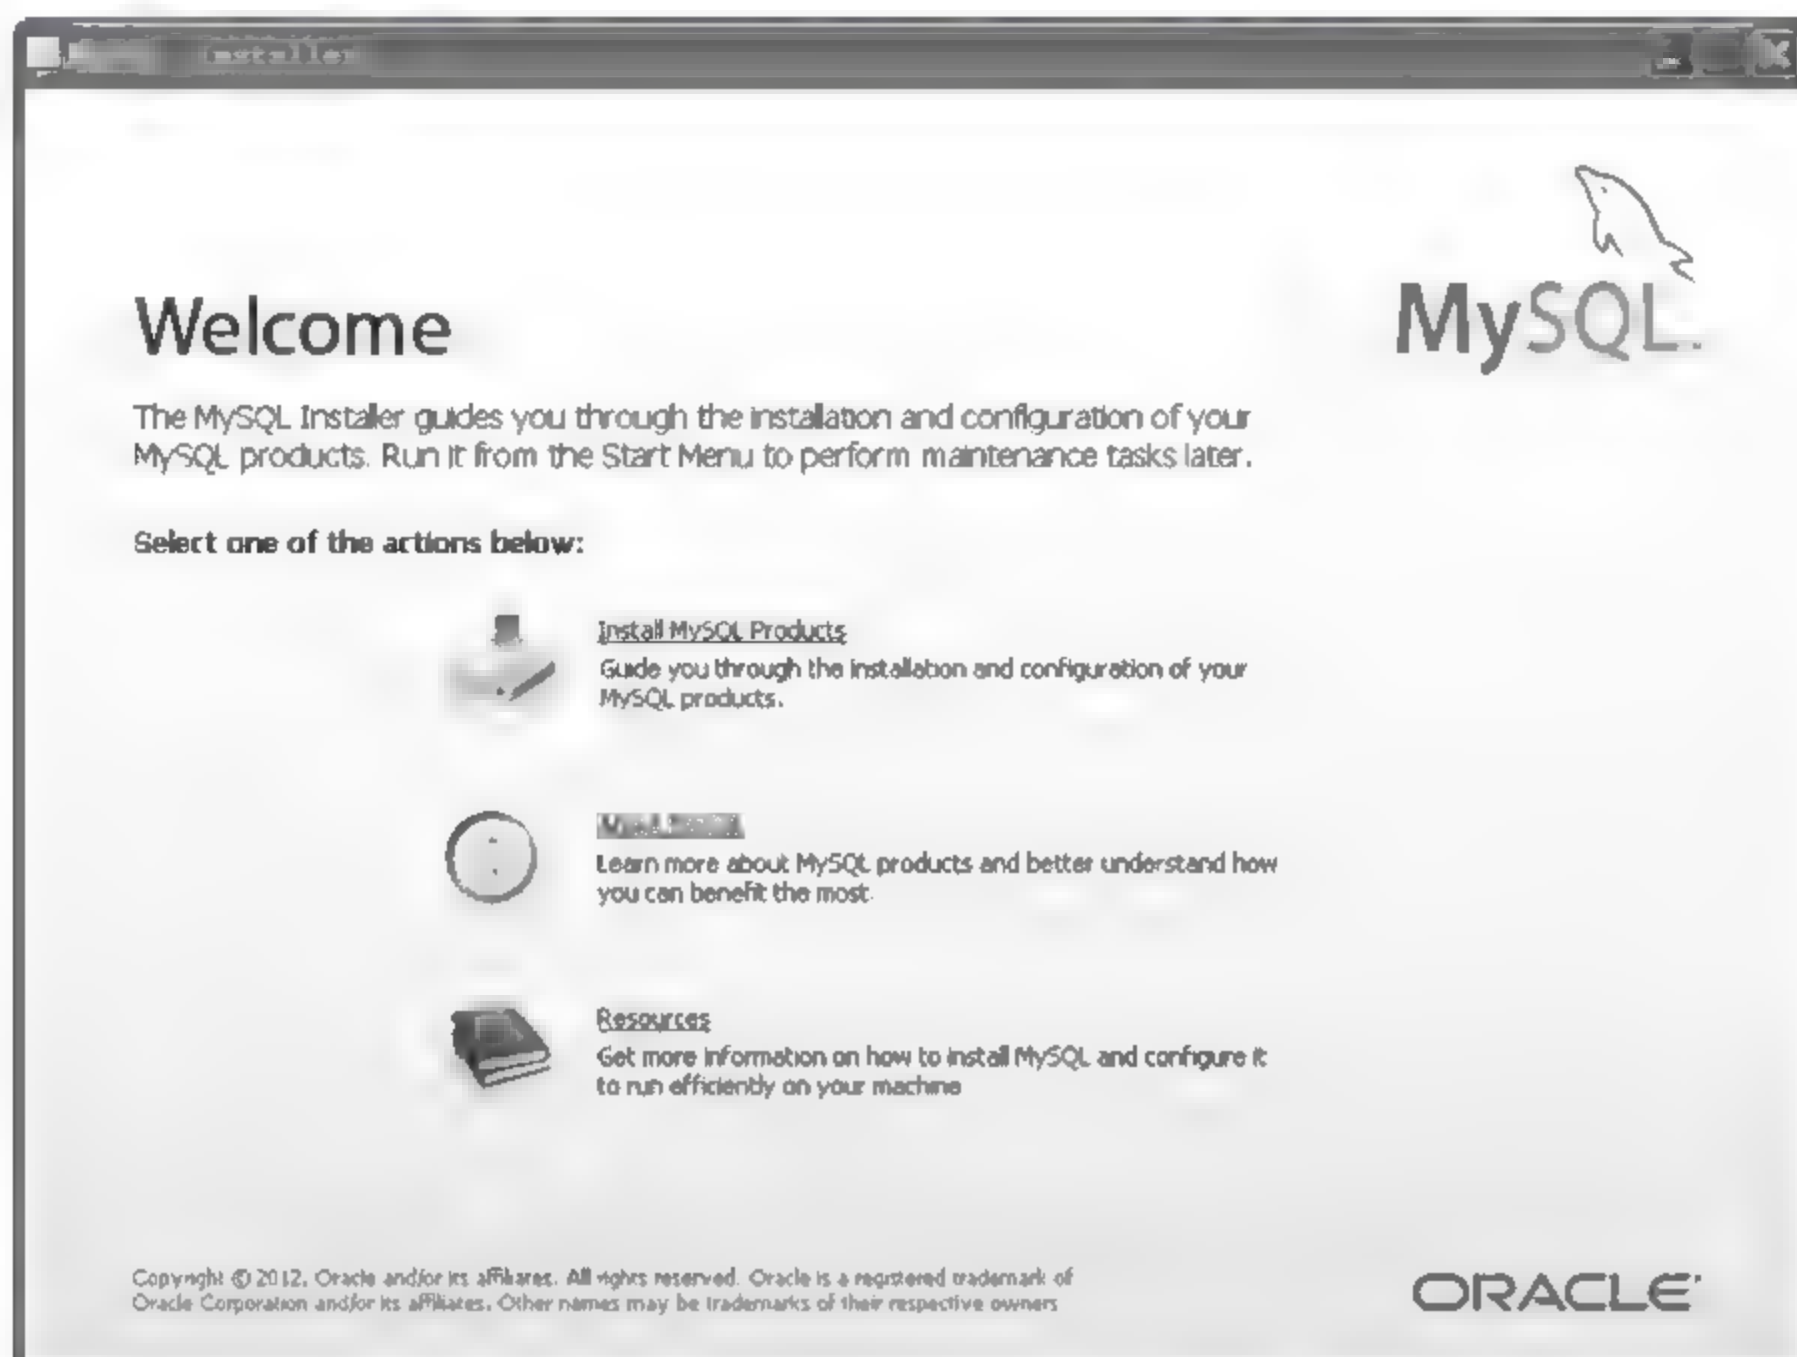 Installer
MySQL
Welcome
The MySQL Installer guides you through the installation and configuration of your
MySQL products. Run it from the Start Menu to perform maintenance tasks later.
Select one of the actions below:
Install MySQL Products
Guide you through the installation and configuration of your
MySQL products.
Learn more about MySQL products and better understand how
you can benefit the most.
Resources
Get more information on how to install MySQL and configure it
to run efficiently on your machine
Copyright © 2012, Oracle and/or its affiliates. All rights reserved. Oracle is a registered trademark of
Oracle Corporation and/or its affiliates. Other names may be trademarks of their respective owners
ORACLE